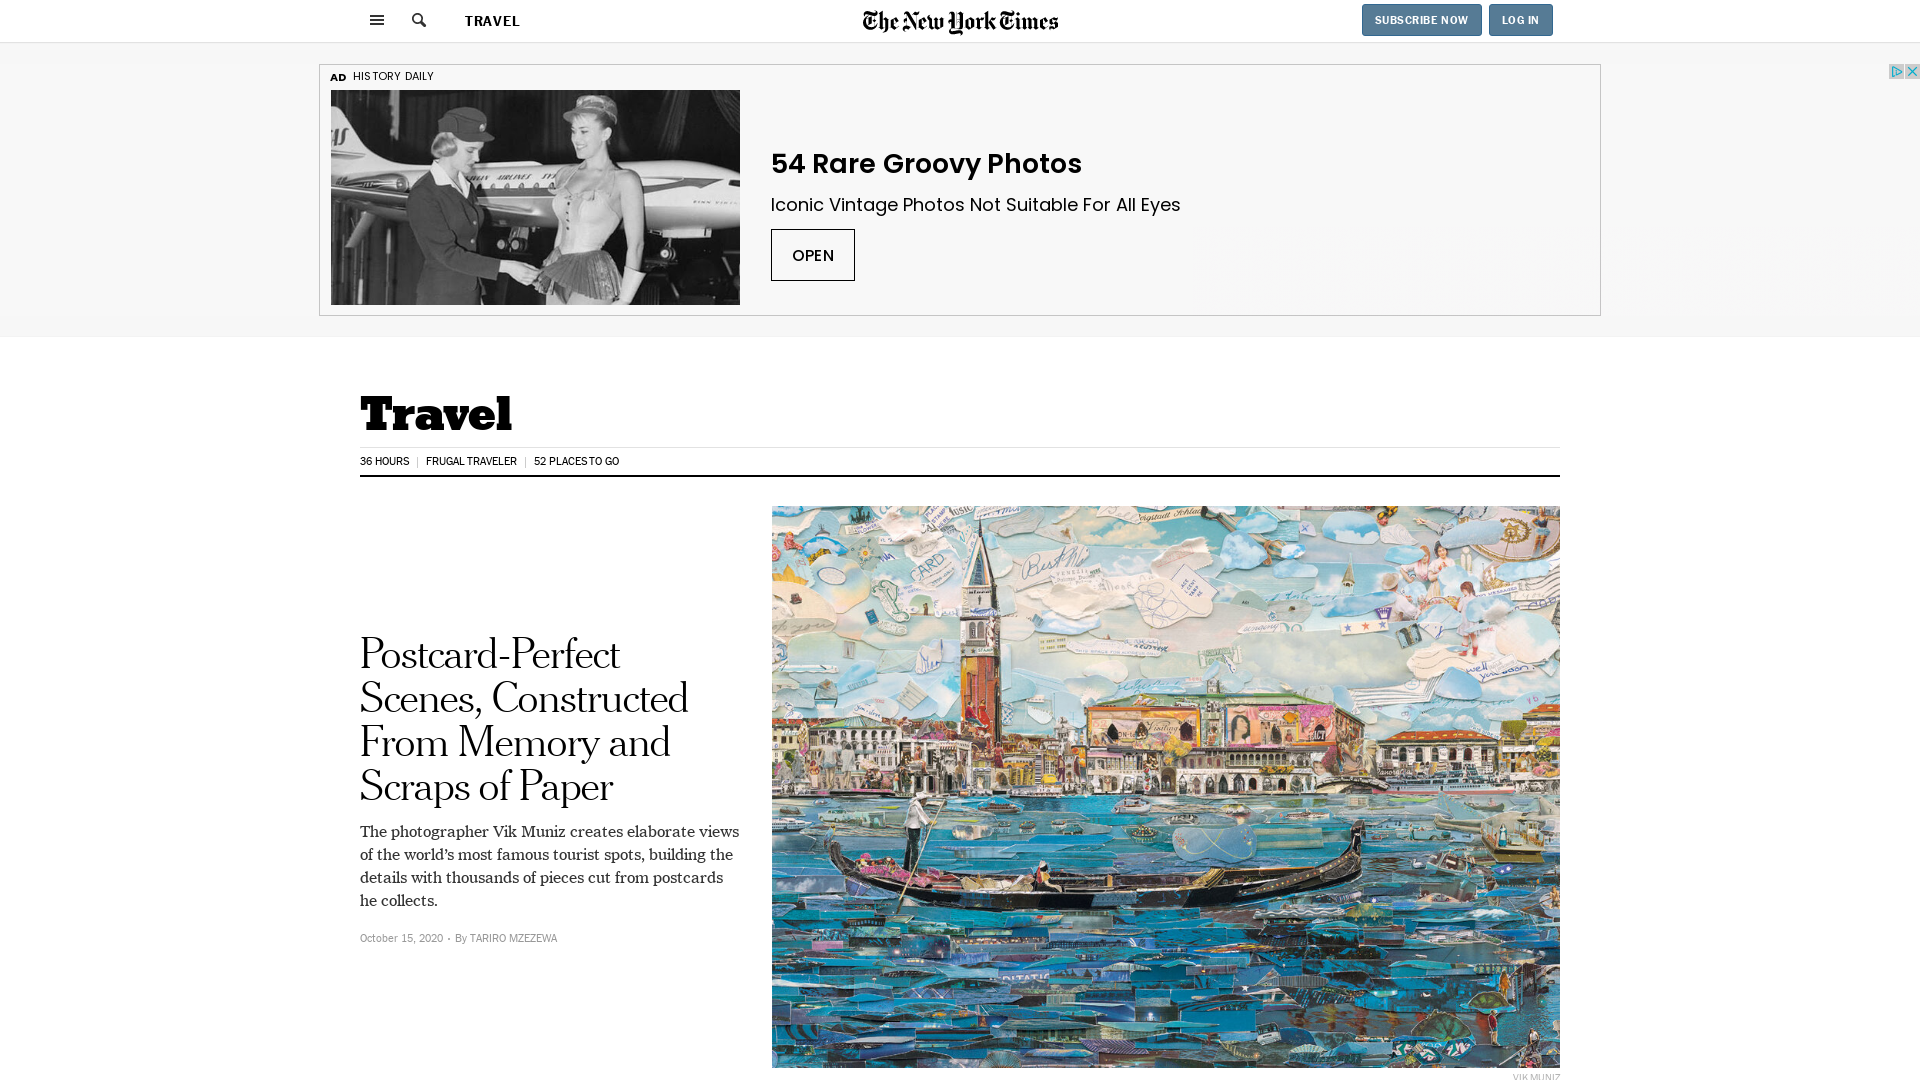 TRAVEL
The New York Times
SUBSCRIBE NOW
LOG IN
AD HISTORY DAILY
54 Rare Groovy Photos
Iconic Vintage Photos Not Suitable For All Eyes
OPEN
Travel
36 HOURS
FRUGAL TRAVELER
52 PLACES TO GO
Postcard-Perfect
Scenes, Constructed
From Memory and
Scraps of Paper
The photographer Vik Muniz creates elaborate views
of the world’s most famous tourist spots, building the
details with thousands of pieces cut from postcards
he collects.
October 15, 2020 • By TARIRO MZEZEWA
CARD
well
VIK MUNIZ